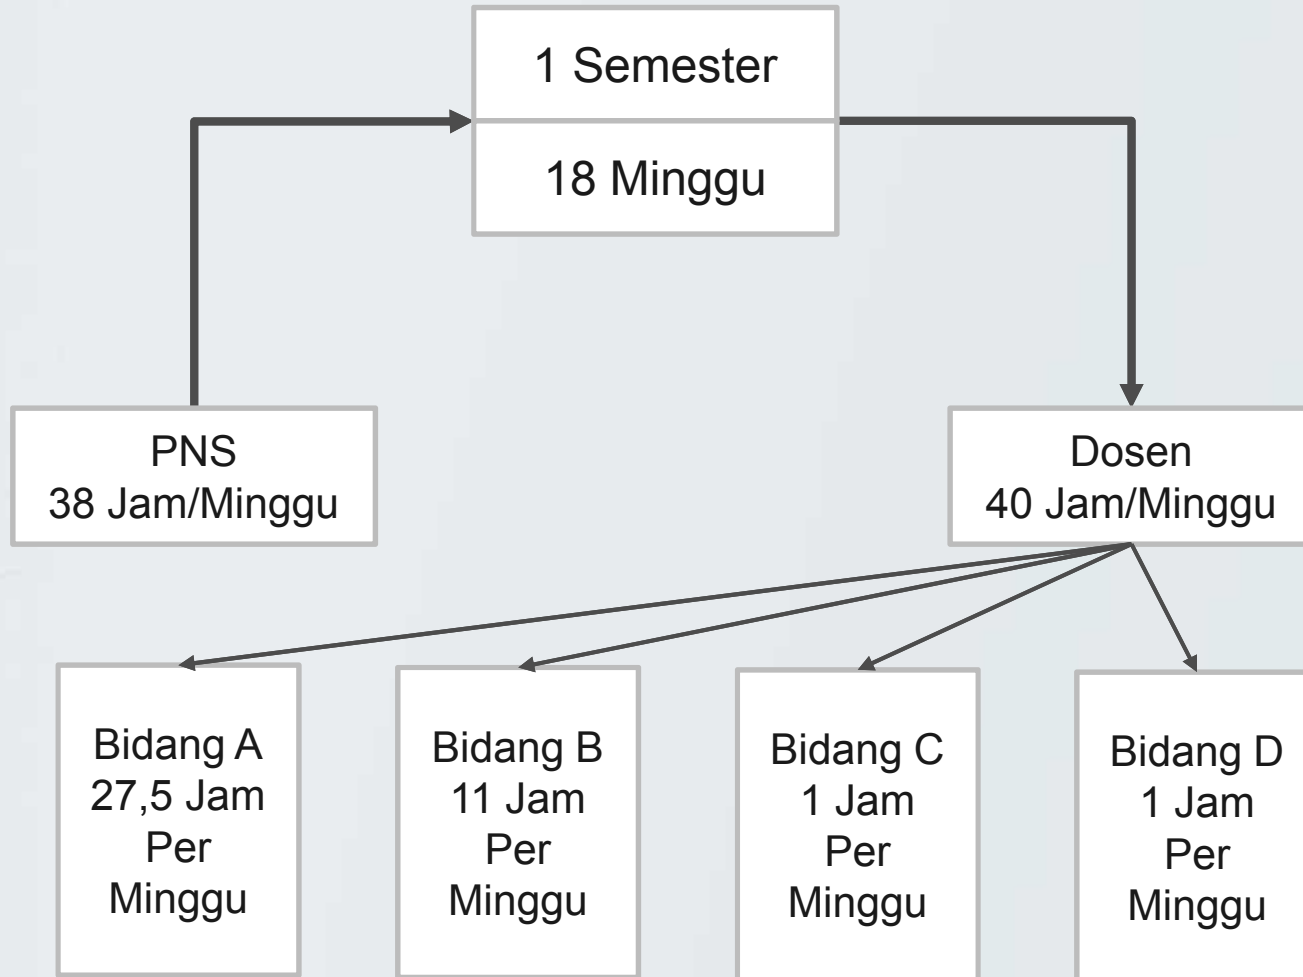 1 Semester
18 Minggu
PNS
38 Jam/Minggu
Dosen
40 Jam/Minggu
Bidang A
27,5 Jam
Per
Minggu
Bidang B
11 Jam
Per
Minggu
Bidang C
1 Jam
Per
Minggu
Bidang D
1 Jam
Per
Minggu